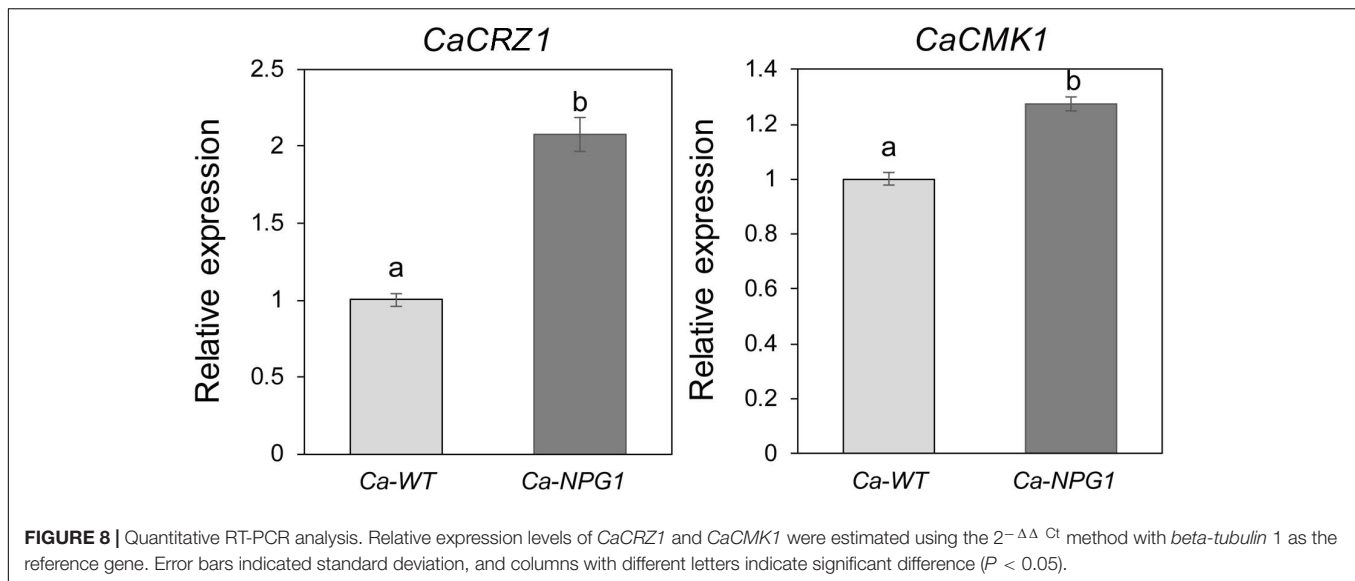 CaCRZ1
Relative expression
2.5
2
1.5
1
0.5
0
a
b
Ca-WT
Ca-NPG1
CaCMK1
Relative expression
1.4
1.2
1
0.8
0.6
0.4
0.2
0
a
b
Ca-WT
Ca-NPG1
FIGURE 8 | Quantitative RT-PCR analysis. Relative expression levels of CaCRZ1 and CaCMK1 were estimated using the 2−ΔΔ Ct method with beta-tubulin 1 as the
reference gene. Error bars indicated standard deviation, and columns with different letters indicate significant difference (P < 0.05).